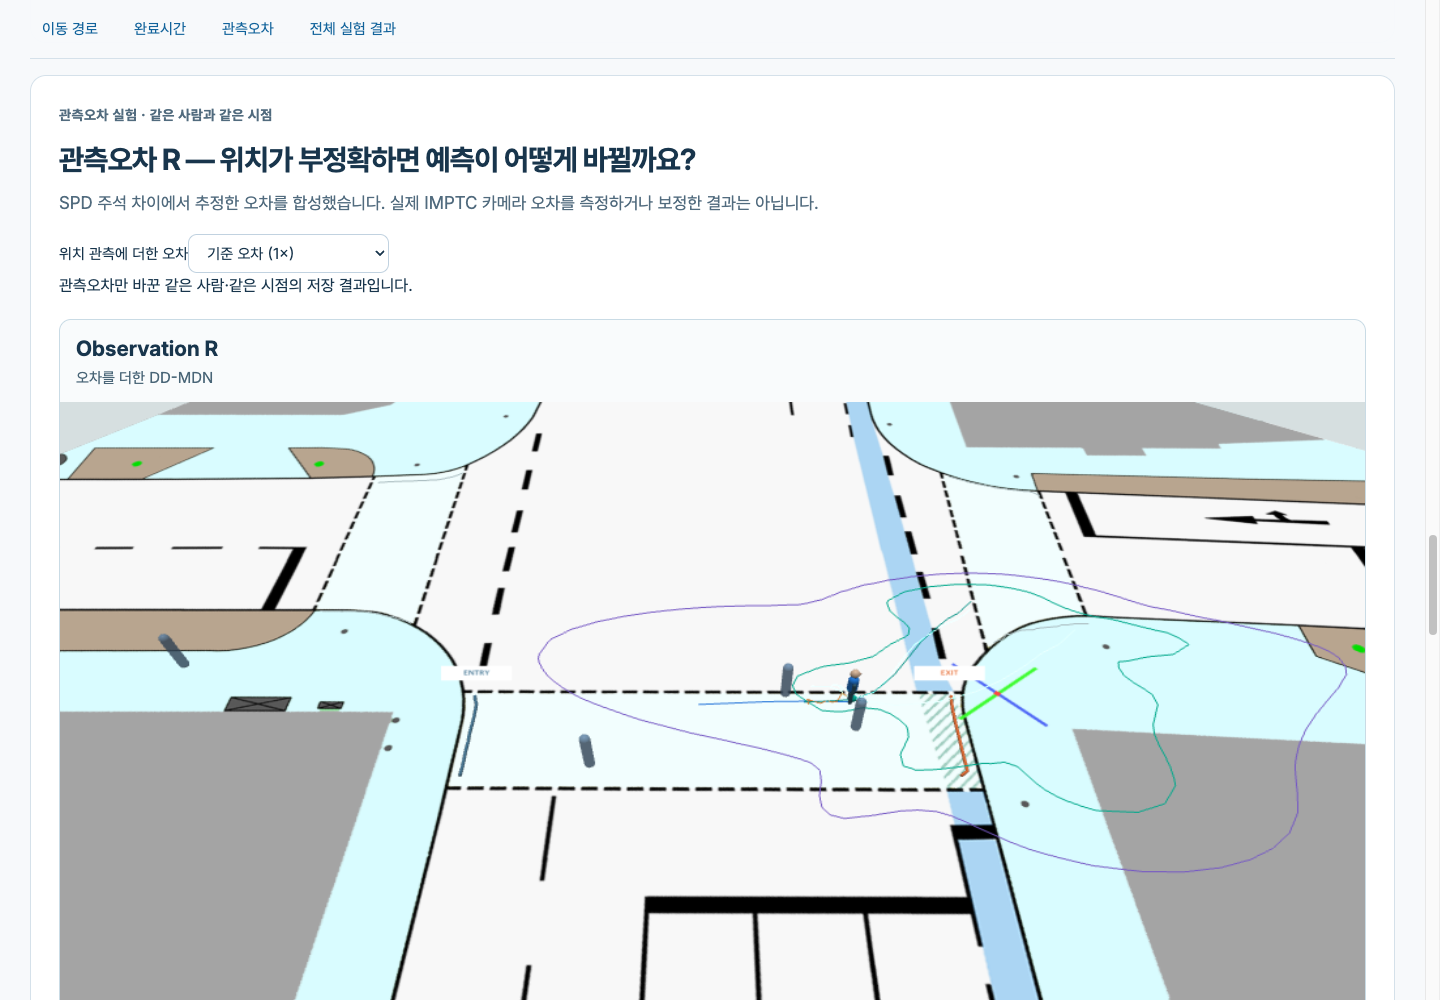 이동 경로 완료시간 관측오차 전체 실험 결과
관측오차 실험 · 같은 사람과 같은 시점
관측오차 R — 위치가 부정확하면 예측이 어떻게 바뀔까요?
SPD 주석 차이에서 추정한 오차를 합성했습니다. 실제 IMPTC 카메라 오차를 측정하거나 보정한 결과는 아닙니다.
위치 관측에 더한 오차 기준 오차 (1×)
관측오차만 바꾼 같은 사람·같은 시점의 저장 결과입니다.
Observation R
오차를 더한 DD-MDN
ENTRY
EXIT